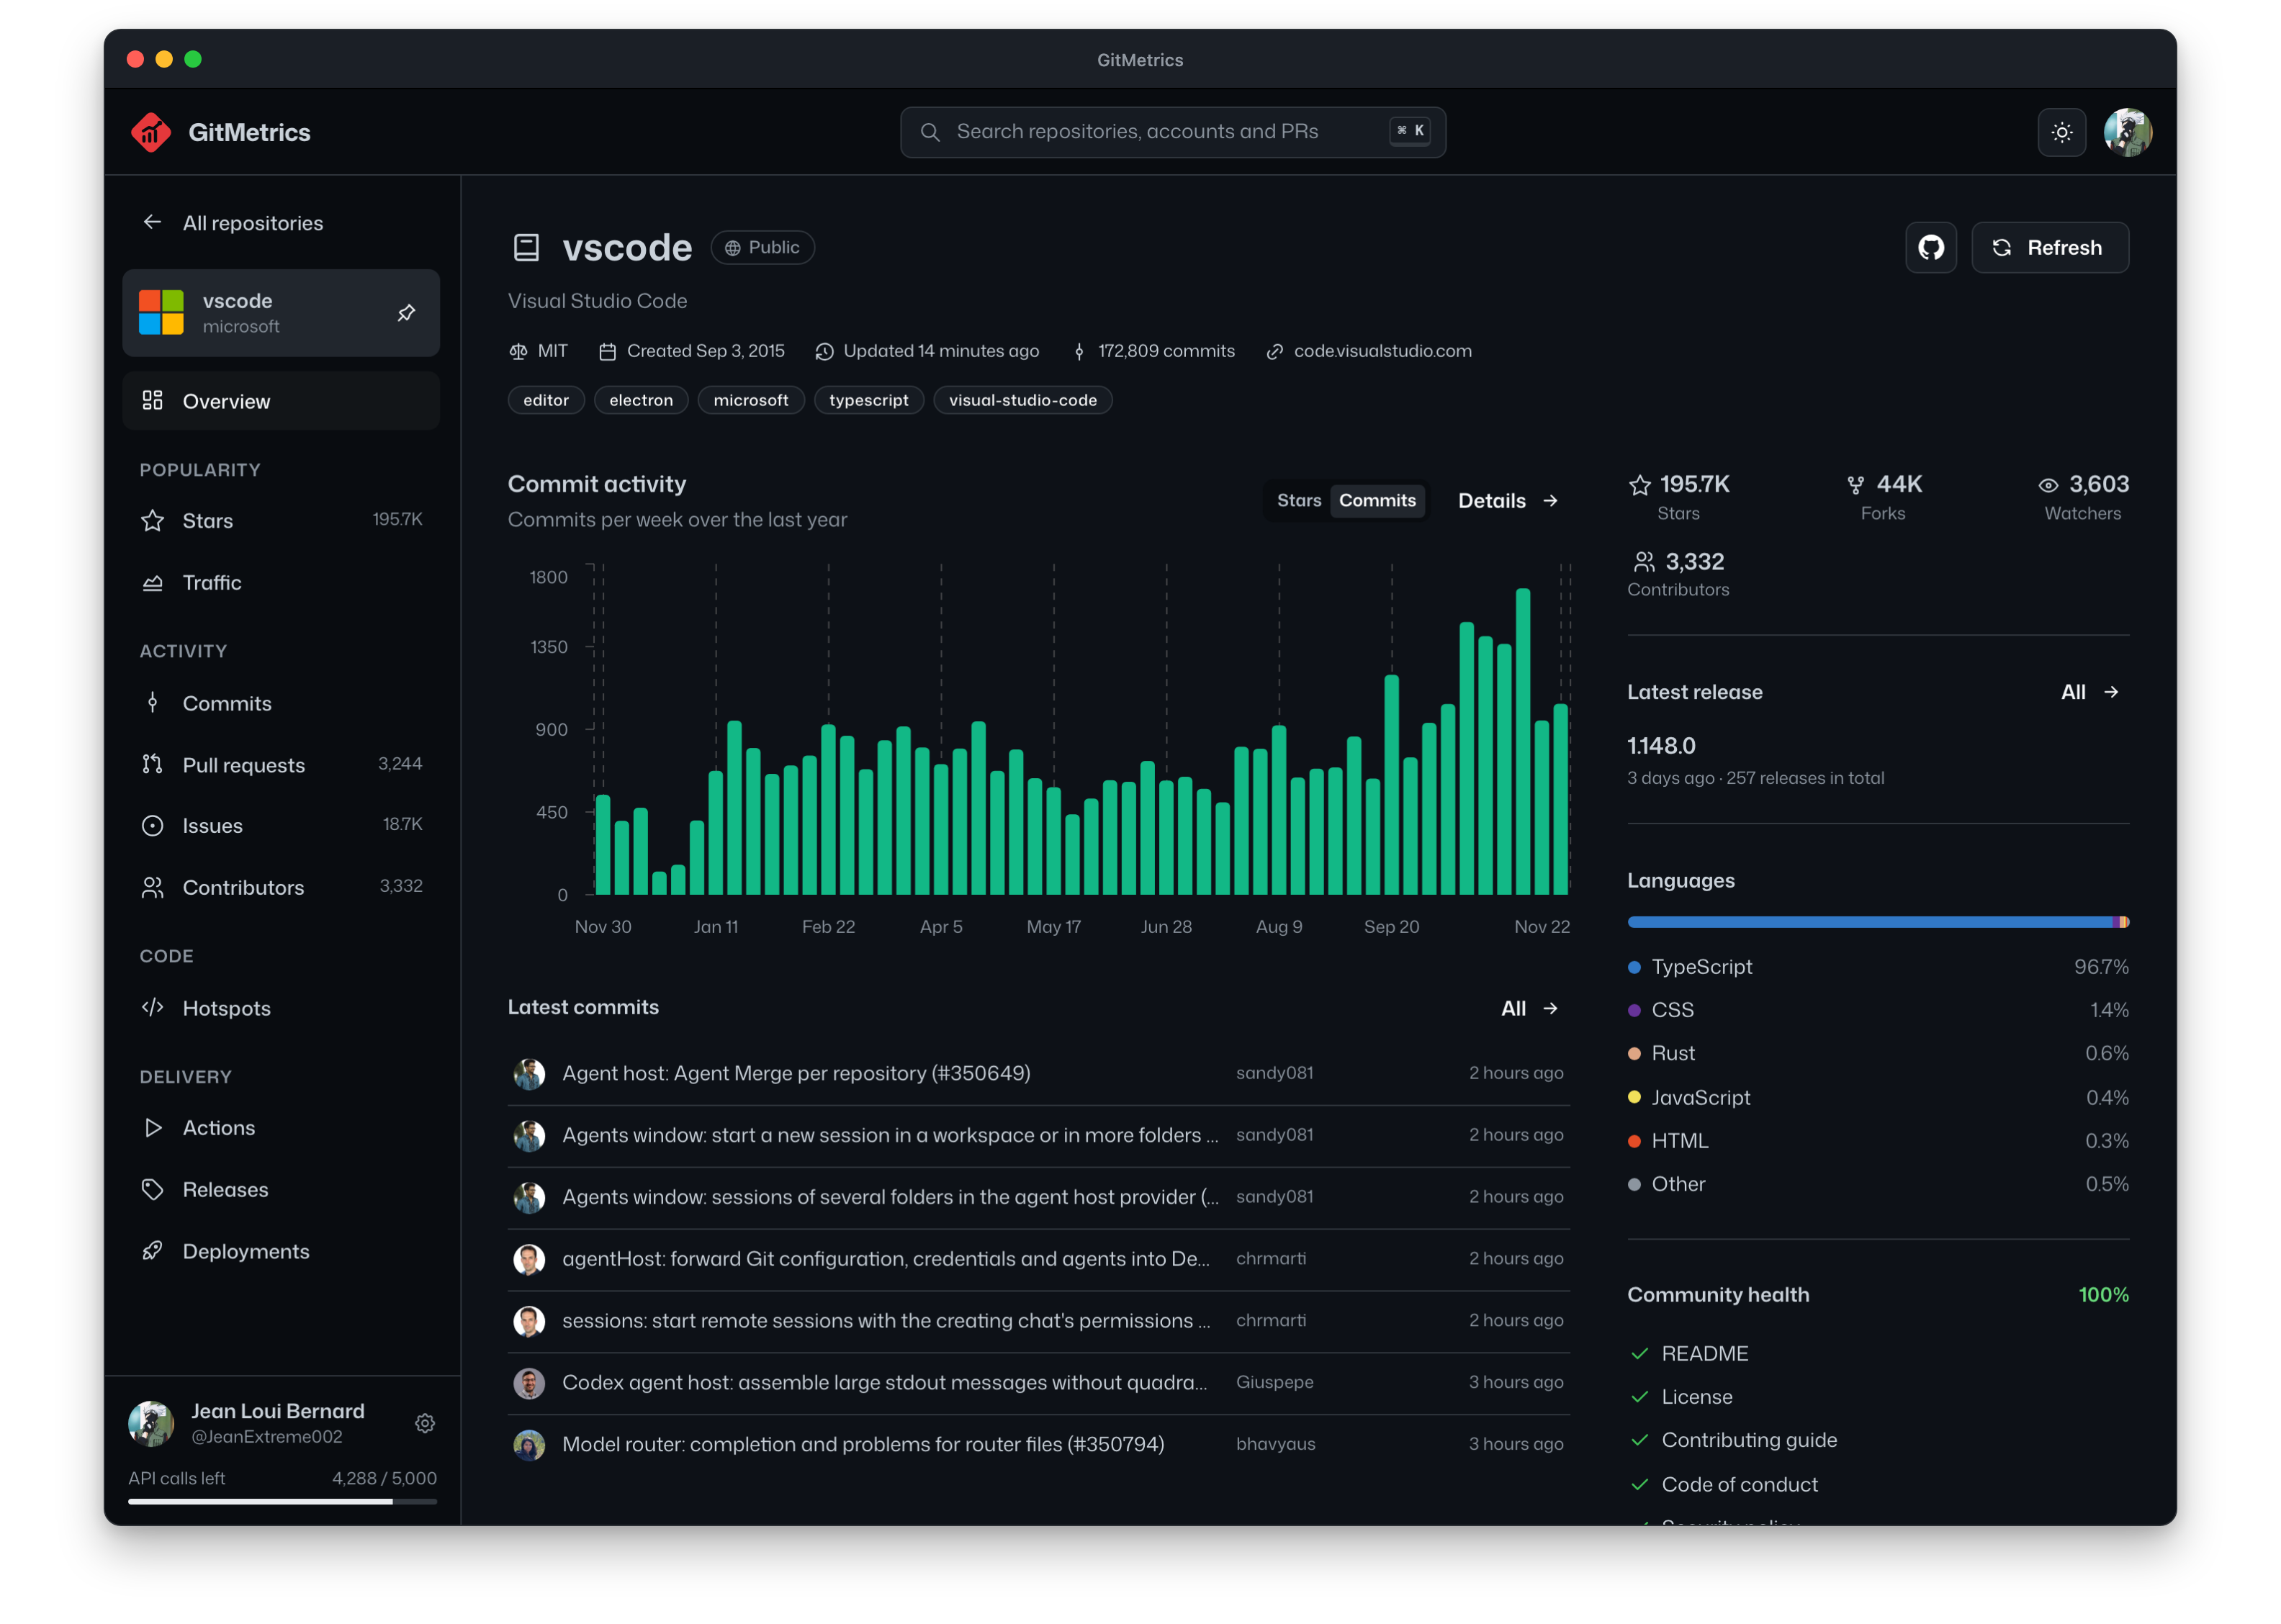 GitMetrics
GitMetrics
Search repositories, accounts and PRs
⌘ K
All repositories
vscode
microsoft
Overview
POPULARITY
Stars 195.7K
Traffic
ACTIVITY
Commits
Pull requests 3,244
Issues 18.7K
Contributors 3,332
CODE
Hotspots
DELIVERY
Actions
Releases
Deployments
Jean Loui Bernard
@JeanExtreme002
API calls left 4,288 / 5,000
vscode Public
Refresh
Visual Studio Code
MIT Created Sep 3, 2015 Updated 14 minutes ago 172,809 commits code.visualstudio.com
editor electron microsoft typescript visual-studio-code
Commit activity
Commits per week over the last year
Stars Commits Details
1800
1350
900
450
0
Nov 30 Jan 11 Feb 22 Apr 5 May 17 Jun 28 Aug 9 Sep 20 Nov 22
Latest commits All
Agent host: Agent Merge per repository (#350649) sandy081 2 hours ago
Agents window: start a new session in a workspace or in more folders ... sandy081 2 hours ago
Agents window: sessions of several folders in the agent host provider (... sandy081 2 hours ago
agentHost: forward Git configuration, credentials and agents into De... chrmarti 2 hours ago
sessions: start remote sessions with the creating chat's permissions ... chrmarti 2 hours ago
Codex agent host: assemble large stdout messages without quadra... Giuspepe 3 hours ago
Model router: completion and problems for router files (#350794) bhavyaus 3 hours ago
195.7K 44K 3,603
Stars Forks Watchers
3,332
Contributors
Latest release All
1.148.0
3 days ago · 257 releases in total
Languages
TypeScript 96.7%
CSS 1.4%
Rust 0.6%
JavaScript 0.4%
HTML 0.3%
Other 0.5%
Community health 100%
README
License
Contributing guide
Code of conduct
Security policy